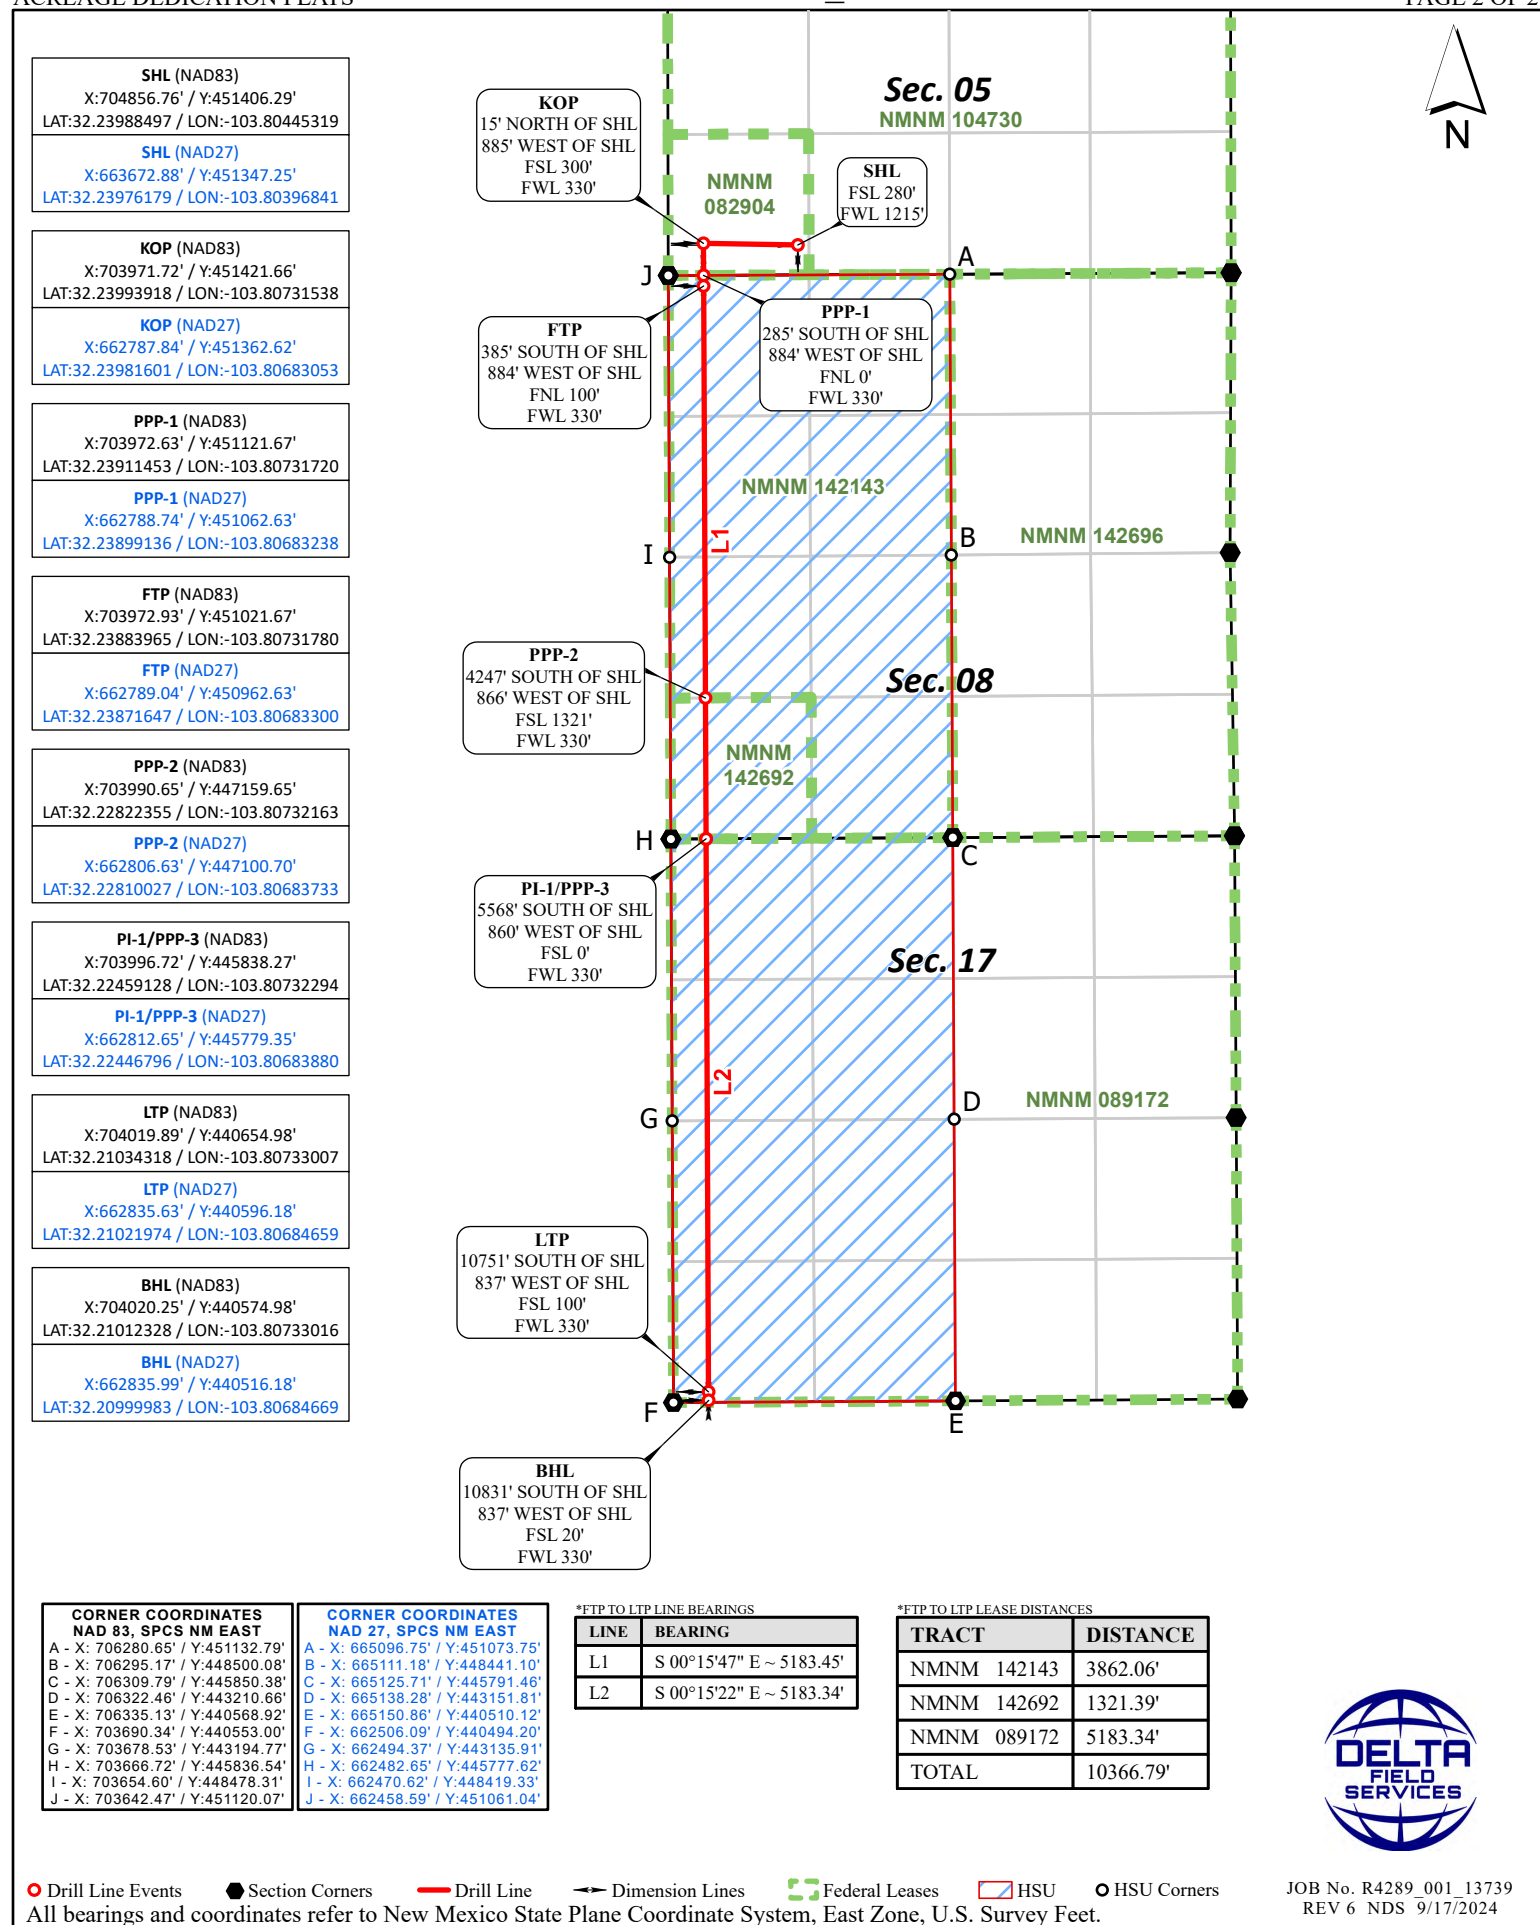 ACREAGE DEDICATION PLATS
PAGE 2 OF 2
SHL (NAD83)
X:704856.76' / Y:451406.29'
LAT:32.23988497 / LON:-103.80445319
SHL (NAD27)
X:663672.88' / Y:451347.25'
LAT:32.23976179 / LON:-103.80396841
KOP (NAD83)
X:703971.72' / Y:451421.66'
LAT:32.23993918 / LON:-103.80731538
KOP (NAD27)
X:662787.84' / Y:451362.62'
LAT:32.23981601 / LON:-103.80683053
PPP-1 (NAD83)
X:703972.63' / Y:451121.67'
LAT:32.23911453 / LON:-103.80731720
PPP-1 (NAD27)
X:662788.74' / Y:451062.63'
LAT:32.23899136 / LON:-103.80683238
FTP (NAD83)
X:703972.93' / Y:451021.67'
LAT:32.23883965 / LON:-103.80731780
FTP (NAD27)
X:662789.04' / Y:450962.63'
LAT:32.23871647 / LON:-103.80683300
PPP-2 (NAD83)
X:703990.65' / Y:447159.65'
LAT:32.22822355 / LON:-103.80732163
PPP-2 (NAD27)
X:662806.63' / Y:447100.70'
LAT:32.22810027 / LON:-103.80683733
PI-1/PPP-3 (NAD83)
X:703996.72' / Y:445838.27'
LAT:32.22459128 / LON:-103.80732294
PI-1/PPP-3 (NAD27)
X:662812.65' / Y:445779.35'
LAT:32.22446796 / LON:-103.80683880
LTP (NAD83)
X:704019.89' / Y:440654.98'
LAT:32.21034318 / LON:-103.80733007
LTP (NAD27)
X:662835.63' / Y:440596.18'
LAT:32.21021974 / LON:-103.80684659
BHL (NAD83)
X:704020.25' / Y:440574.98'
LAT:32.21012328 / LON:-103.80733016
BHL (NAD27)
X:662835.99' / Y:440516.18'
LAT:32.20999983 / LON:-103.80684669
KOP
15' NORTH OF SHL
885' WEST OF SHL
FSL 300'
FWL 330'
Sec. 05
NMNM 104730
N
NMNM
082904
SHL
FSL 280'
FWL 1215'
J
A
FTP
385' SOUTH OF SHL
884' WEST OF SHL
FNL 100'
FWL 330'
PPP-1
285' SOUTH OF SHL
884' WEST OF SHL
FNL 0'
FWL 330'
NMNM 142143
L1
I
B
NMNM 142696
PPP-2
4247' SOUTH OF SHL
866' WEST OF SHL
FSL 1321'
FWL 330'
Sec. 08
NMNM
142692
H
C
PI-1/PPP-3
5568' SOUTH OF SHL
860' WEST OF SHL
FSL 0'
FWL 330'
Sec. 17
L2
G
D
NMNM 089172
LTP
10751' SOUTH OF SHL
837' WEST OF SHL
FSL 100'
FWL 330'
F
E
BHL
10831' SOUTH OF SHL
837' WEST OF SHL
FSL 20'
FWL 330'
CORNER COORDINATES
NAD 83, SPCS NM EAST
A - X: 706280.65' / Y:451132.79'
B - X: 706295.17' / Y:448500.08'
C - X: 706309.79' / Y:445850.38'
D - X: 706322.46' / Y:443210.66'
E - X: 706335.13' / Y:440568.92'
F - X: 703690.34' / Y:440553.00'
G - X: 703678.53' / Y:443194.77'
H - X: 703666.72' / Y:445836.54'
I - X: 703654.60' / Y:448478.31'
J - X: 703642.47' / Y:451120.07'
CORNER COORDINATES
NAD 27, SPCS NM EAST
A - X: 665096.75' / Y:451073.75'
B - X: 665111.18' / Y:448441.10'
C - X: 665125.71' / Y:445791.46'
D - X: 665138.28' / Y:443151.81'
E - X: 665150.86' / Y:440510.12'
F - X: 662506.09' / Y:440494.20'
G - X: 662494.37' / Y:443135.91'
H - X: 662482.65' / Y:445777.62'
I - X: 662470.62' / Y:448419.33'
J - X: 662458.59' / Y:451061.04'
*FTP TO LTP LINE BEARINGS
LINE BEARING
L1 S 00°15'47" E ~ 5183.45'
L2 S 00°15'22" E ~ 5183.34'
*FTP TO LTP LEASE DISTANCES
TRACT DISTANCE
NMNM 142143 3862.06'
NMNM 142692 1321.39'
NMNM 089172 5183.34'
TOTAL 10366.79'
DELTA
FIELD
SERVICES
Drill Line Events Section Corners Drill Line Dimension Lines Federal Leases HSU HSU Corners
All bearings and coordinates refer to New Mexico State Plane Coordinate System, East Zone, U.S. Survey Feet.
JOB No. R4289_001_13739
REV 6 NDS 9/17/2024